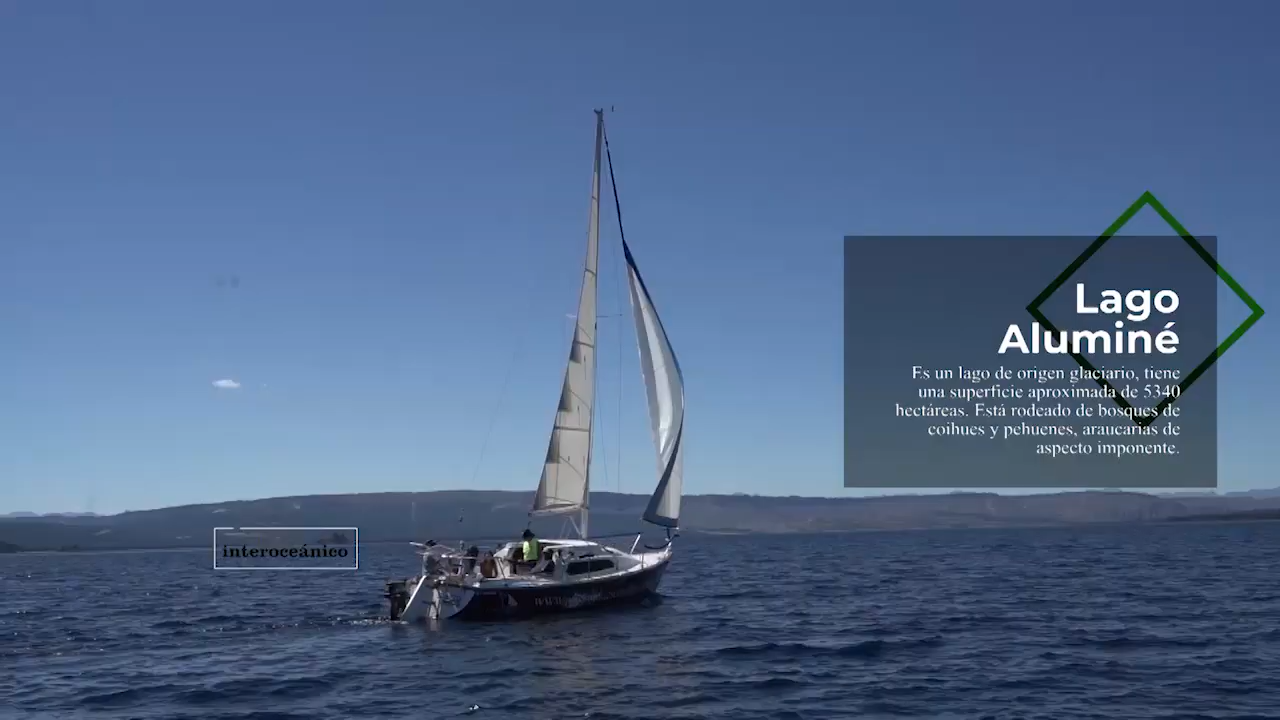 Lago
Aluminé
Es un lago de origen glaciario, tiene
una superficie aproximada de 5340
hectáreas. Está rodeado de bosques de
coihues y pehuenes, araucarias de
aspecto imponente.
interoceánico